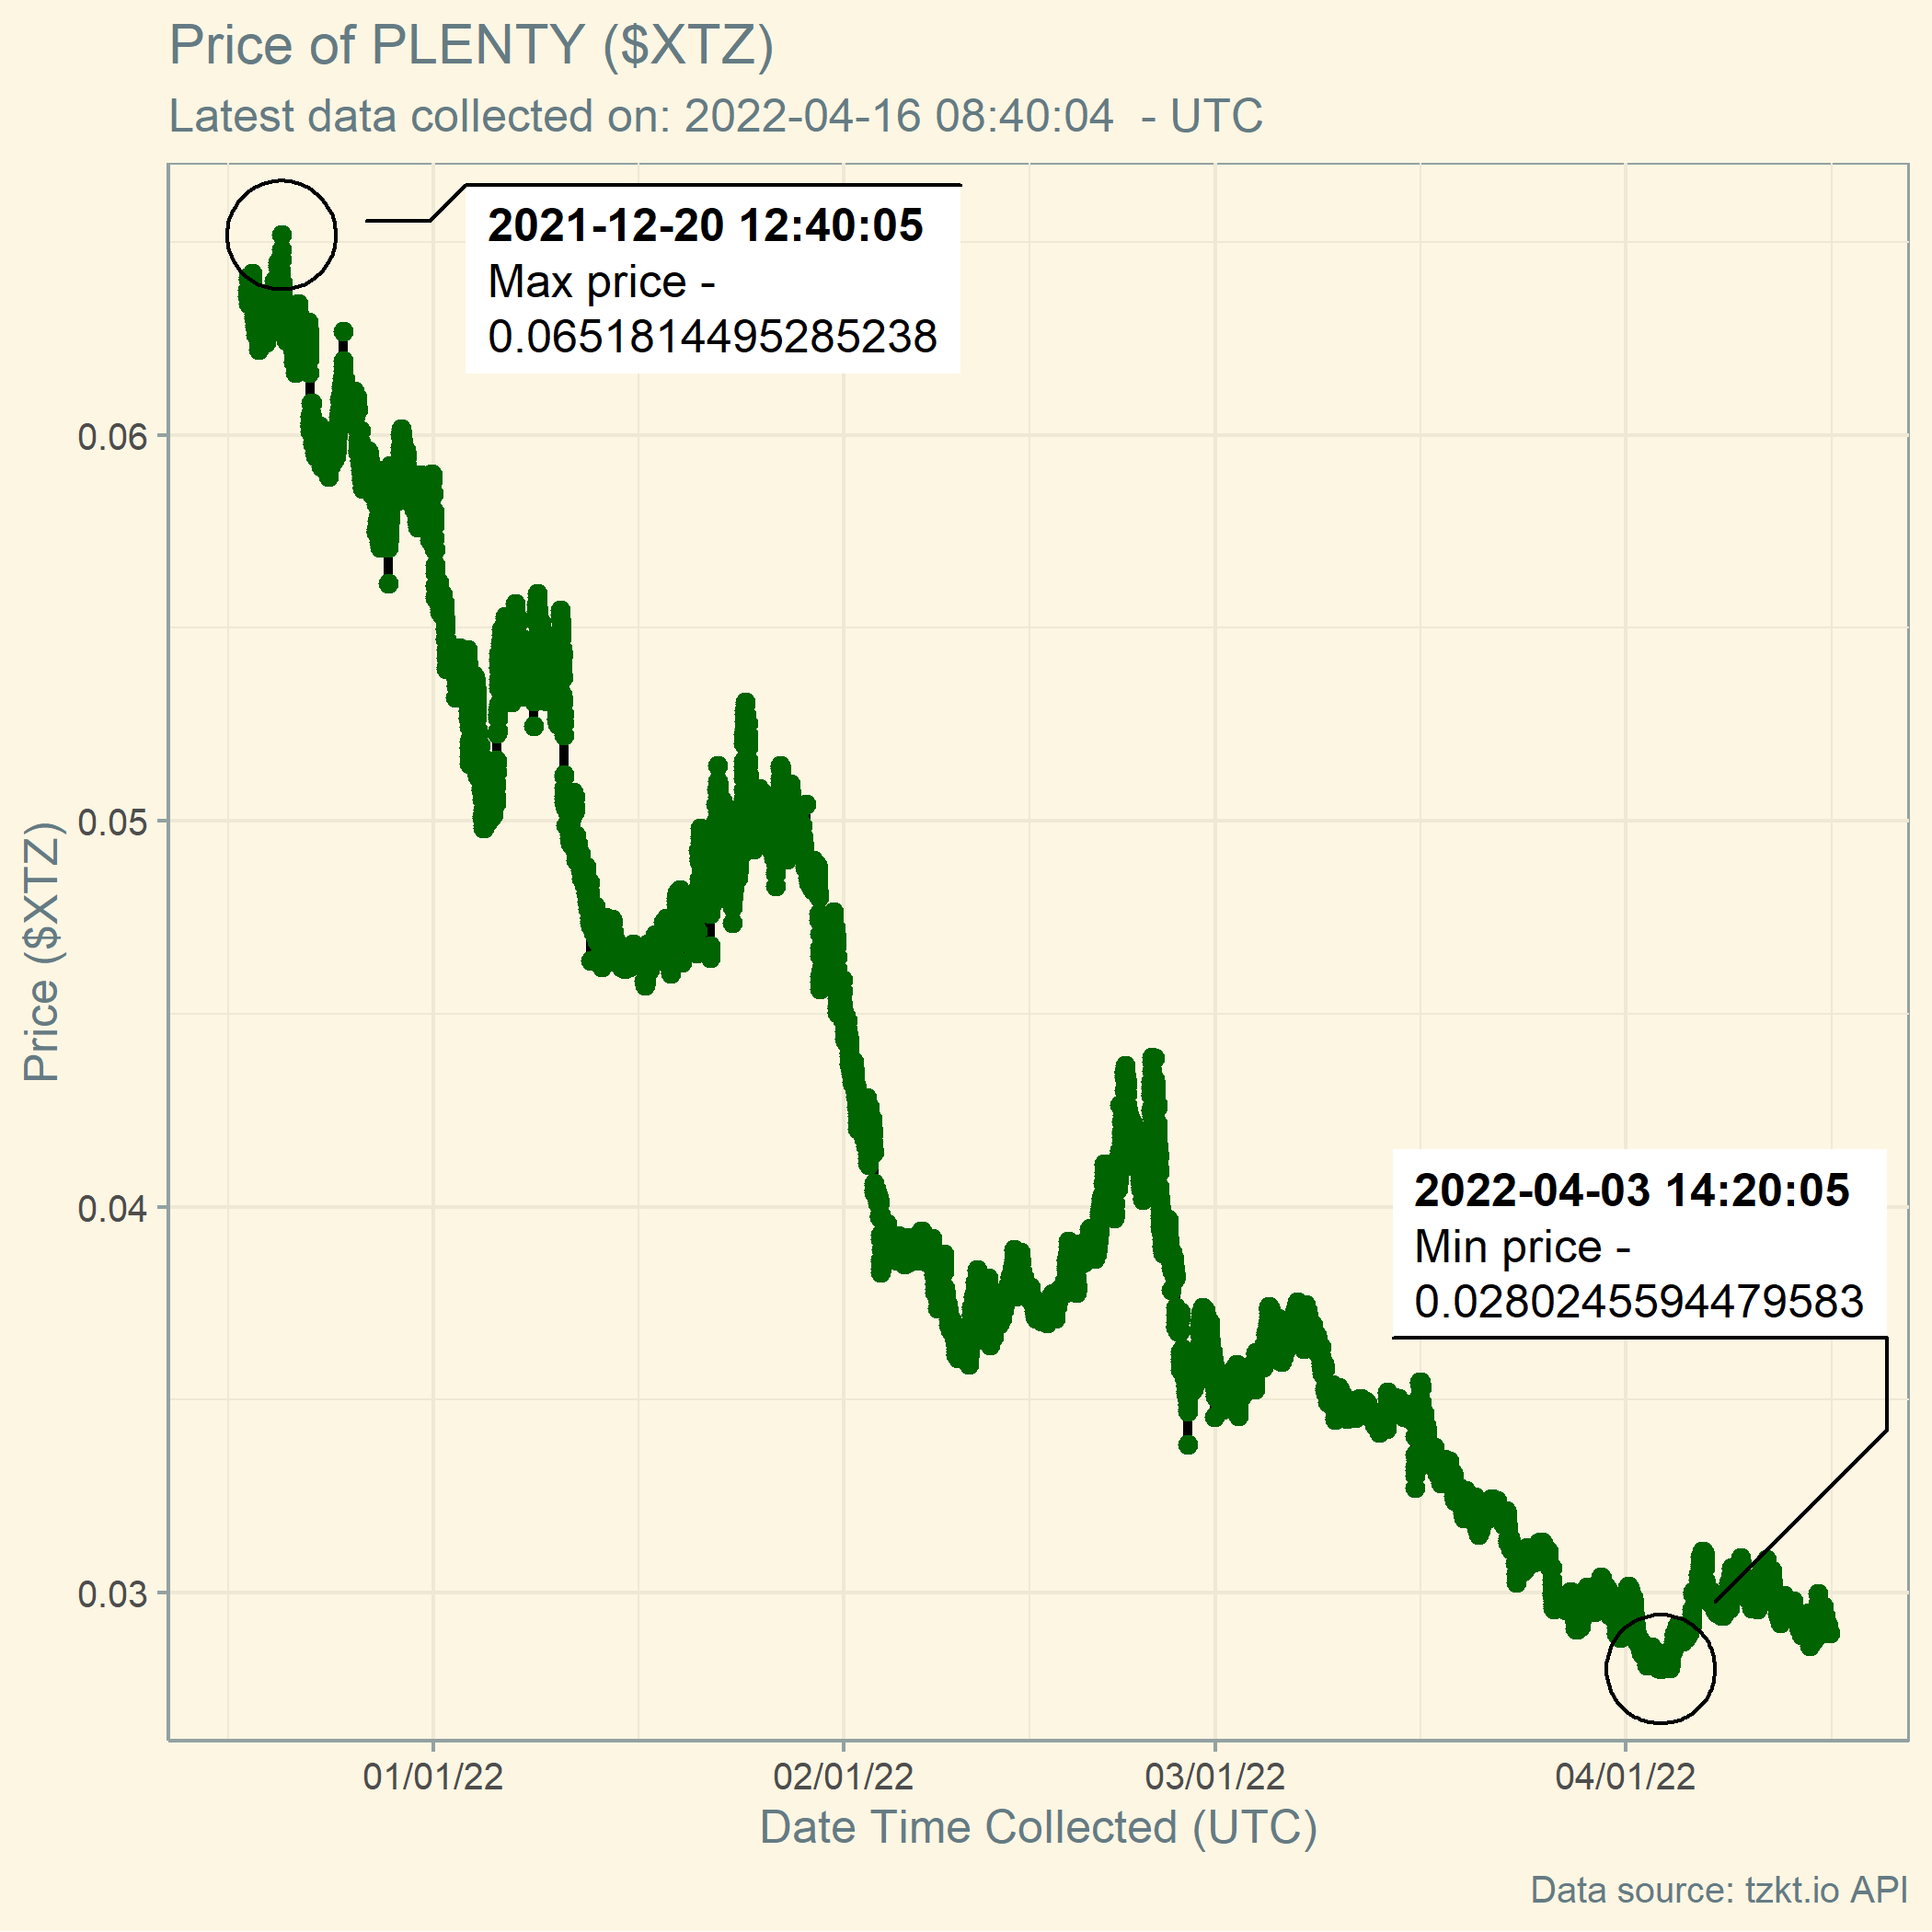 Price of PLENTY ($XTZ)
Latest data collected on: 2022-04-16 08:40:04  - UTC
2021-12-20 12:40:05
Max price -
0.0651814495285238
0.06
0.05
0.04
0.03
Price ($XTZ)
2022-04-03 14:20:05
Min price -
0.0280245594479583
01/01/22
02/01/22
03/01/22
04/01/22
Date Time Collected (UTC)
Data source: tzkt.io API